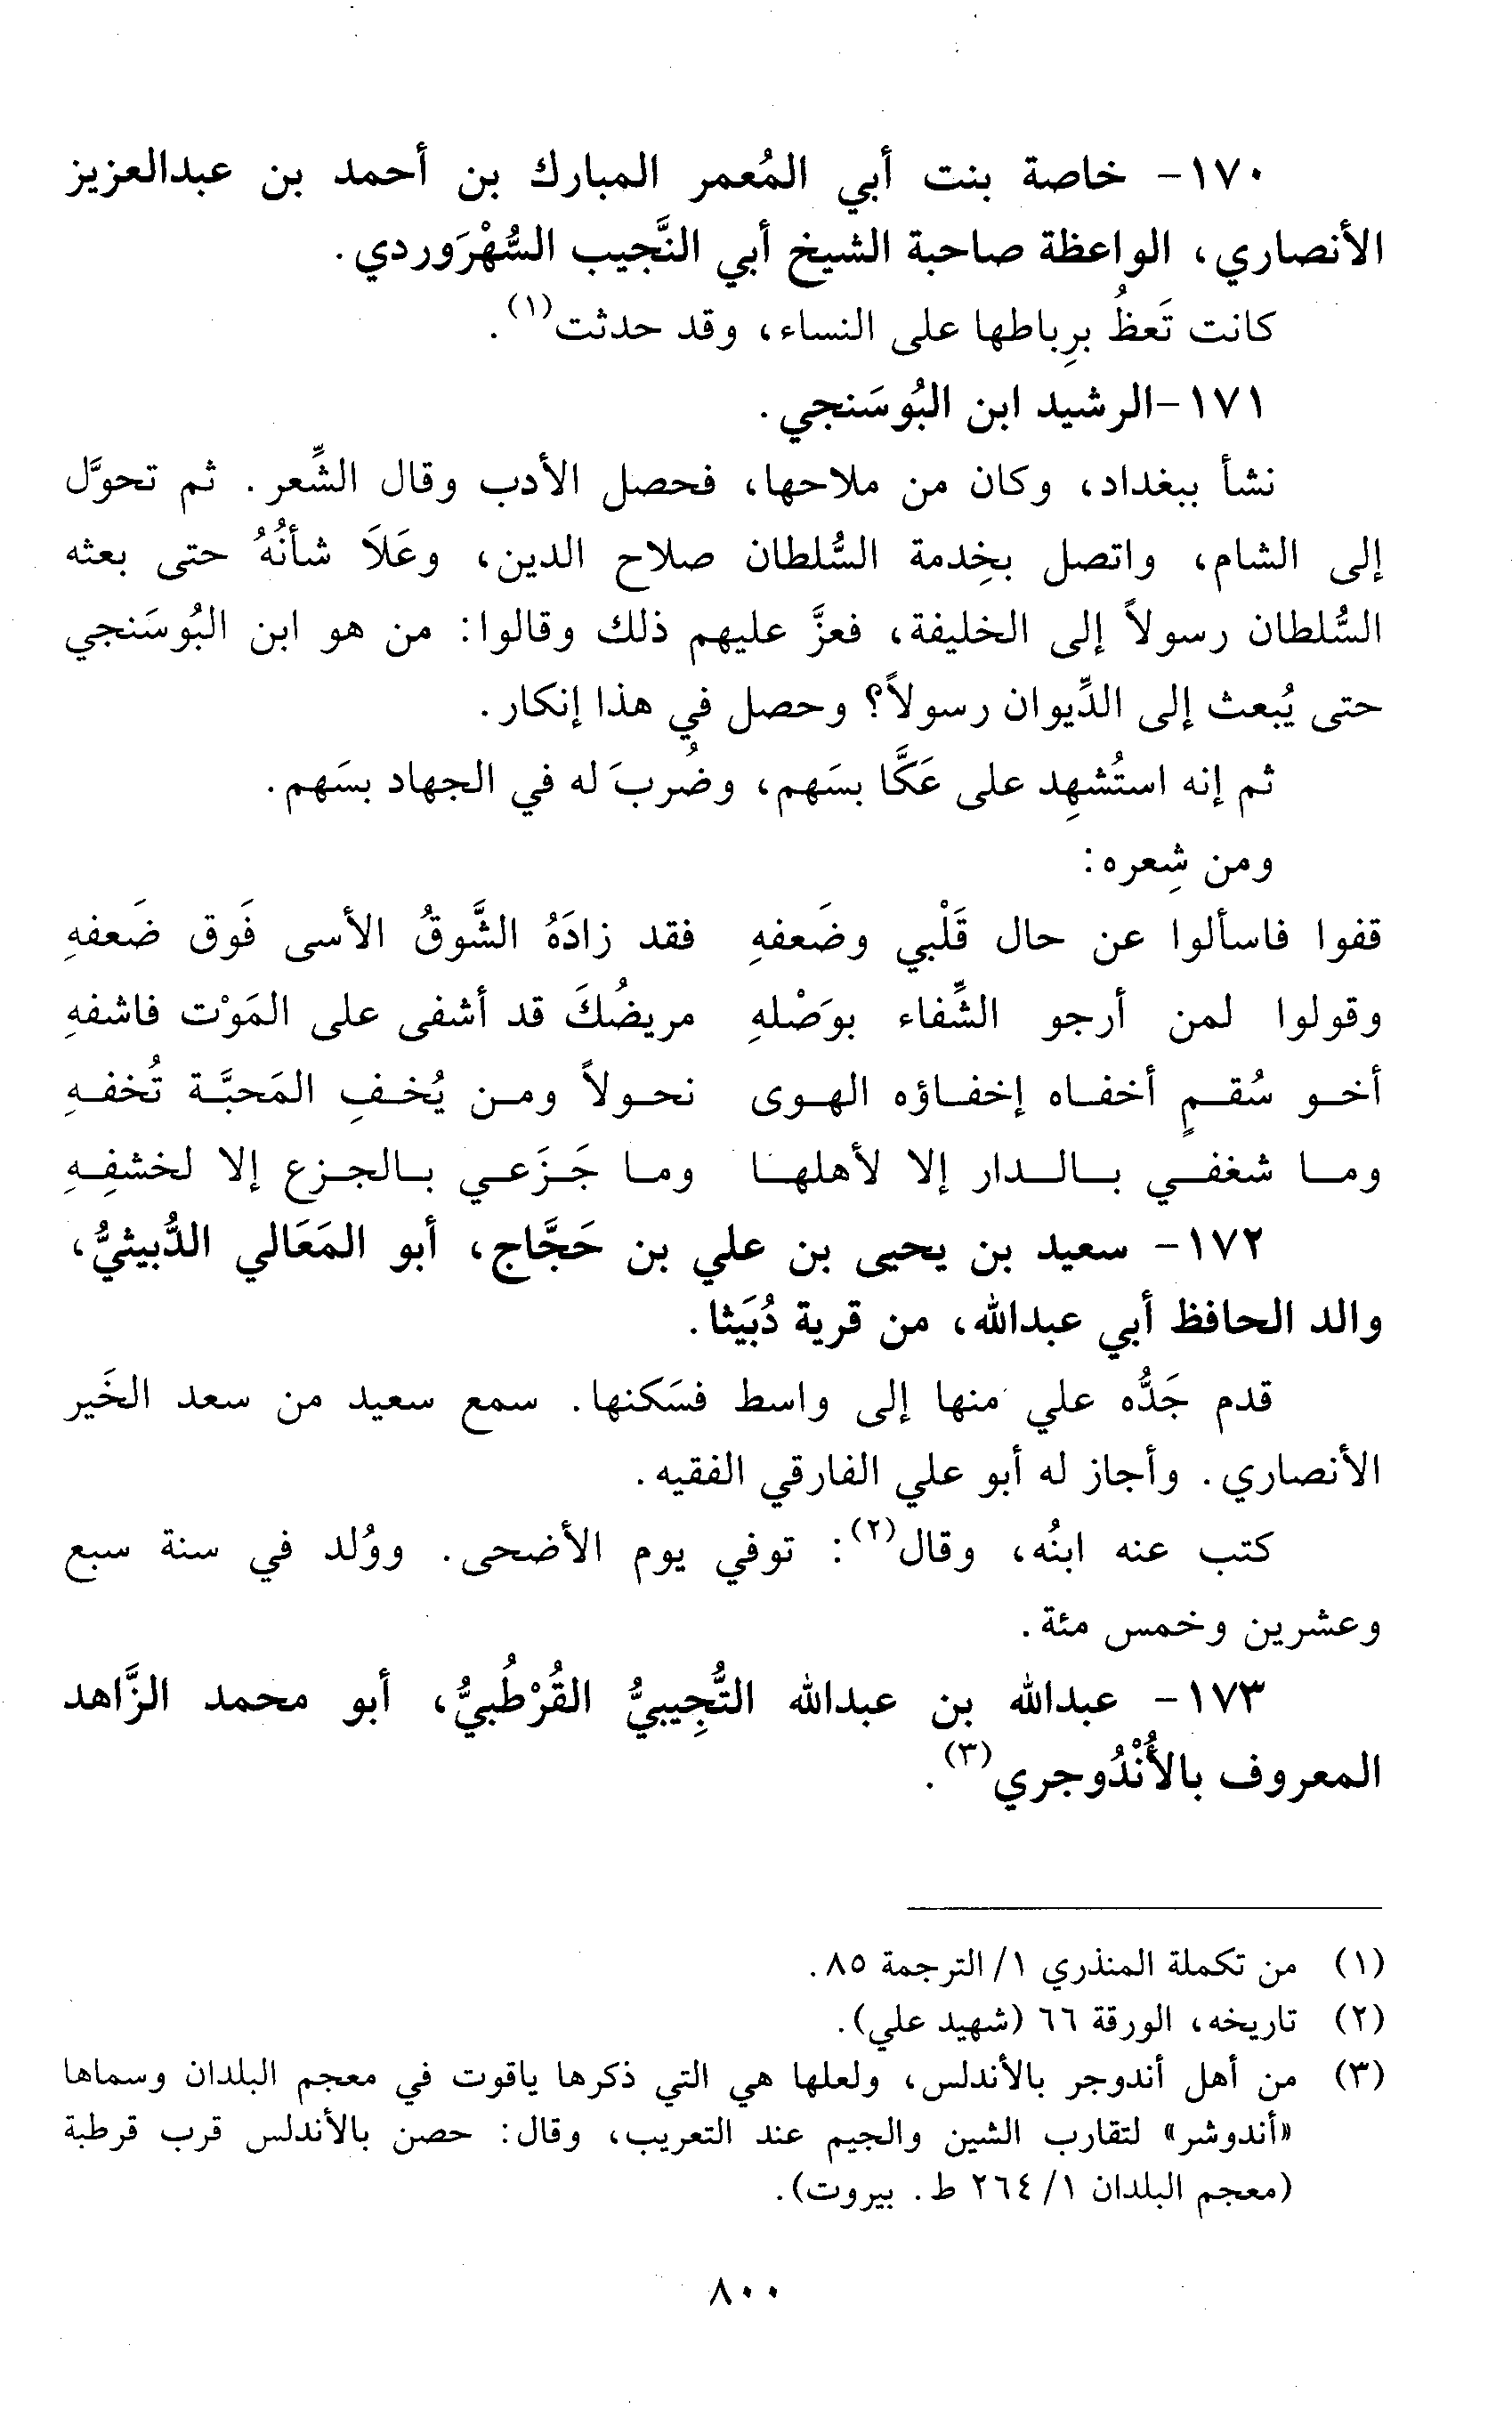 ١٧٠- خاصة بنت أبي المُعمر المبارك بن أحمد بن عبدالعزيز
الأنصاري، الواعظة صاحبة الشيخ أبي النَّجيب السُّهْرَوردي.
كانت تَعظُ برِباطها على النساء، وقد حدثت(١).
١٧١-الرشيد ابن البُوسَنجي.
نشأ ببغداد، وكان من ملاحها، فحصل الأدب وقال الشِّعر. ثم تحوَّل
إلى الشام، واتصل بخِدمة السُّلطان صلاح الدين، وعَلاَ شأنُهُ حتى بعثه
السُّلطان رسولاً إلى الخليفة، فعزَّ عليهم ذلك وقالوا: من هو ابن البُوسَنجي
حتى يُبعث إلى الدِّيوان رسولاً؟ وحصل في هذا إنكار.
ثم إنه استُشهِد على عَكَّا بسَهم، وضُربَ له في الجهاد بسَهم.
ومن شِعره:
قفوا فاسألوا عن حال قَلْبي وضَعفهِ فقد زادَهُ الشَّوقُ الأسى فَوق ضَعفهِ
وقولوا لمن أرجو الشِّفاء بوَصْلهِ مريضُكَ قد أشفى على المَوْت فاشفهِ
أخو سُقمٍ أخفاه إخفاؤه الهوى نحولاً ومن يُخفِ المَحبَّة تُخفهِ
وما شغفي بالدار إلا لأهلها وما جَزَعي بالجزع إلا لخشفِهِ
١٧٢- سعيد بن يحيى بن علي بن حَجَّاج، أبو المَعَالي الدُّبيثيُّ،
والد الحافظ أبي عبدالله، من قرية دُبَيثا.
قدم جَدُّه علي منها إلى واسط فسَكنها. سمع سعيد من سعد الخَير
الأنصاري. وأجاز له أبو علي الفارقي الفقيه.
كتب عنه ابنُه، وقال(٢): توفي يوم الأضحى. ووُلد في سنة سبع
وعشرين وخمس مئة.
١٧٣- عبدالله بن عبدالله التُّجِيبيُّ القُرْطُبيُّ، أبو محمد الزَّاهد
المعروف بالأُنْدُوجري(٣).
(١) من تكملة المنذري ١/ الترجمة ٨٥.
(٢) تاريخه، الورقة ٦٦ (شهيد علي).
(٣) من أهل أندوجر بالأندلس، ولعلها هي التي ذكرها ياقوت في معجم البلدان وسماها
«أندوشر» لتقارب الشين والجيم عند التعريب، وقال: حصن بالأندلس قرب قرطبة
(معجم البلدان ١/ ٢٦٤ ط. بيروت).
٨٠٠